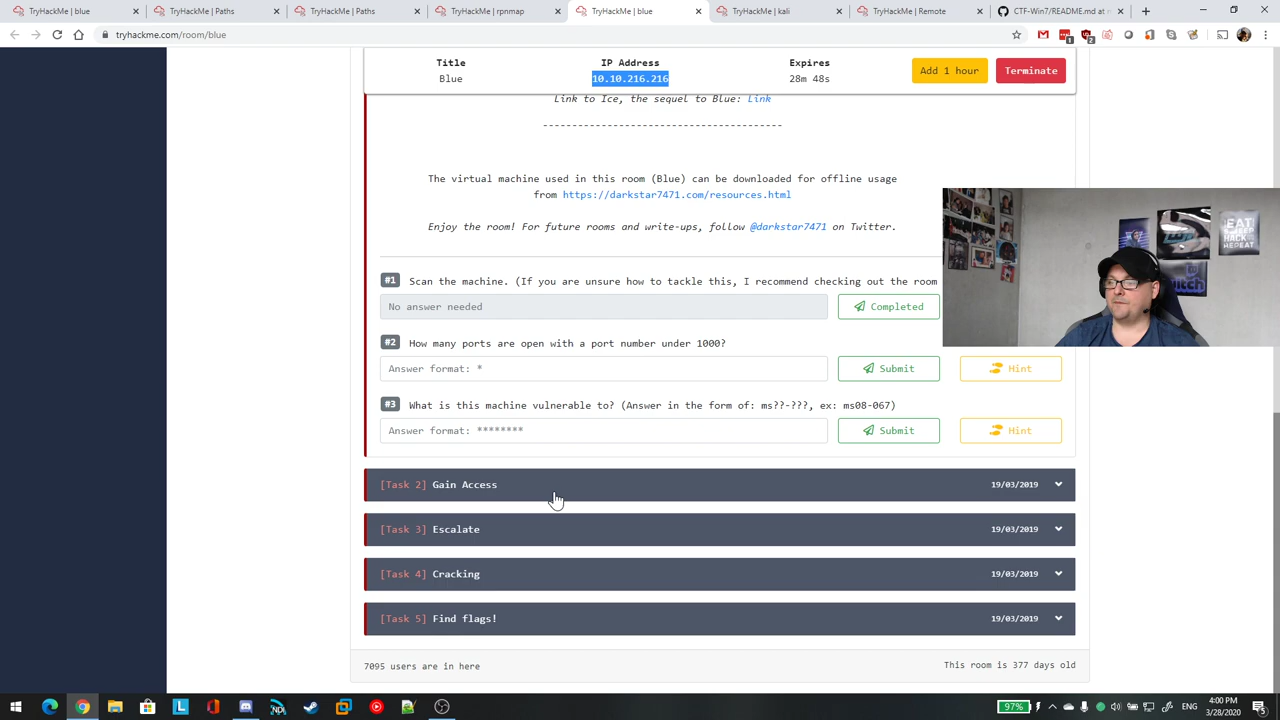 TryHackMe | Paths
TryHackMe | Paths
TryHackMe | Paths
TryHackMe | rpnmap
TryHackMe | blue
TryHackMe | kali
TryHackMe | Remote
CTF-Win7/README.md at
tryhackme.com/room/blue
Title
IP Address
Expires
Blue
10.10.216.216
28m 48s
Add 1 hour
Terminate
Link to Ice, the sequel to Blue: Link
-----------------------------------------
The virtual machine used in this room (Blue) can be downloaded for offline usage
from https://darkstar7471.com/resources.html
Enjoy the room! For future rooms and write-ups, follow @darkstar7471 on Twitter.
EAT
HACK
REPEAT
#1 Scan the machine. (If you are unsure how to tackle this, I recommend checking out the room
No answer needed
Completed
#2 How many ports are open with a port number under 1000?
Answer format: *
Submit
Hint
#3 What is this machine vulnerable to? (Answer in the form of: ms??-???, ex: ms08-067)
Answer format: ********
Submit
Hint
[Task 2] Gain Access 19/03/2019
[Task 3] Escalate 19/03/2019
[Task 4] Cracking 19/03/2019
[Task 5] Find flags! 19/03/2019
7095 users are in here
This room is 377 days old
97%
ENG
4:00 PM
3/28/2020